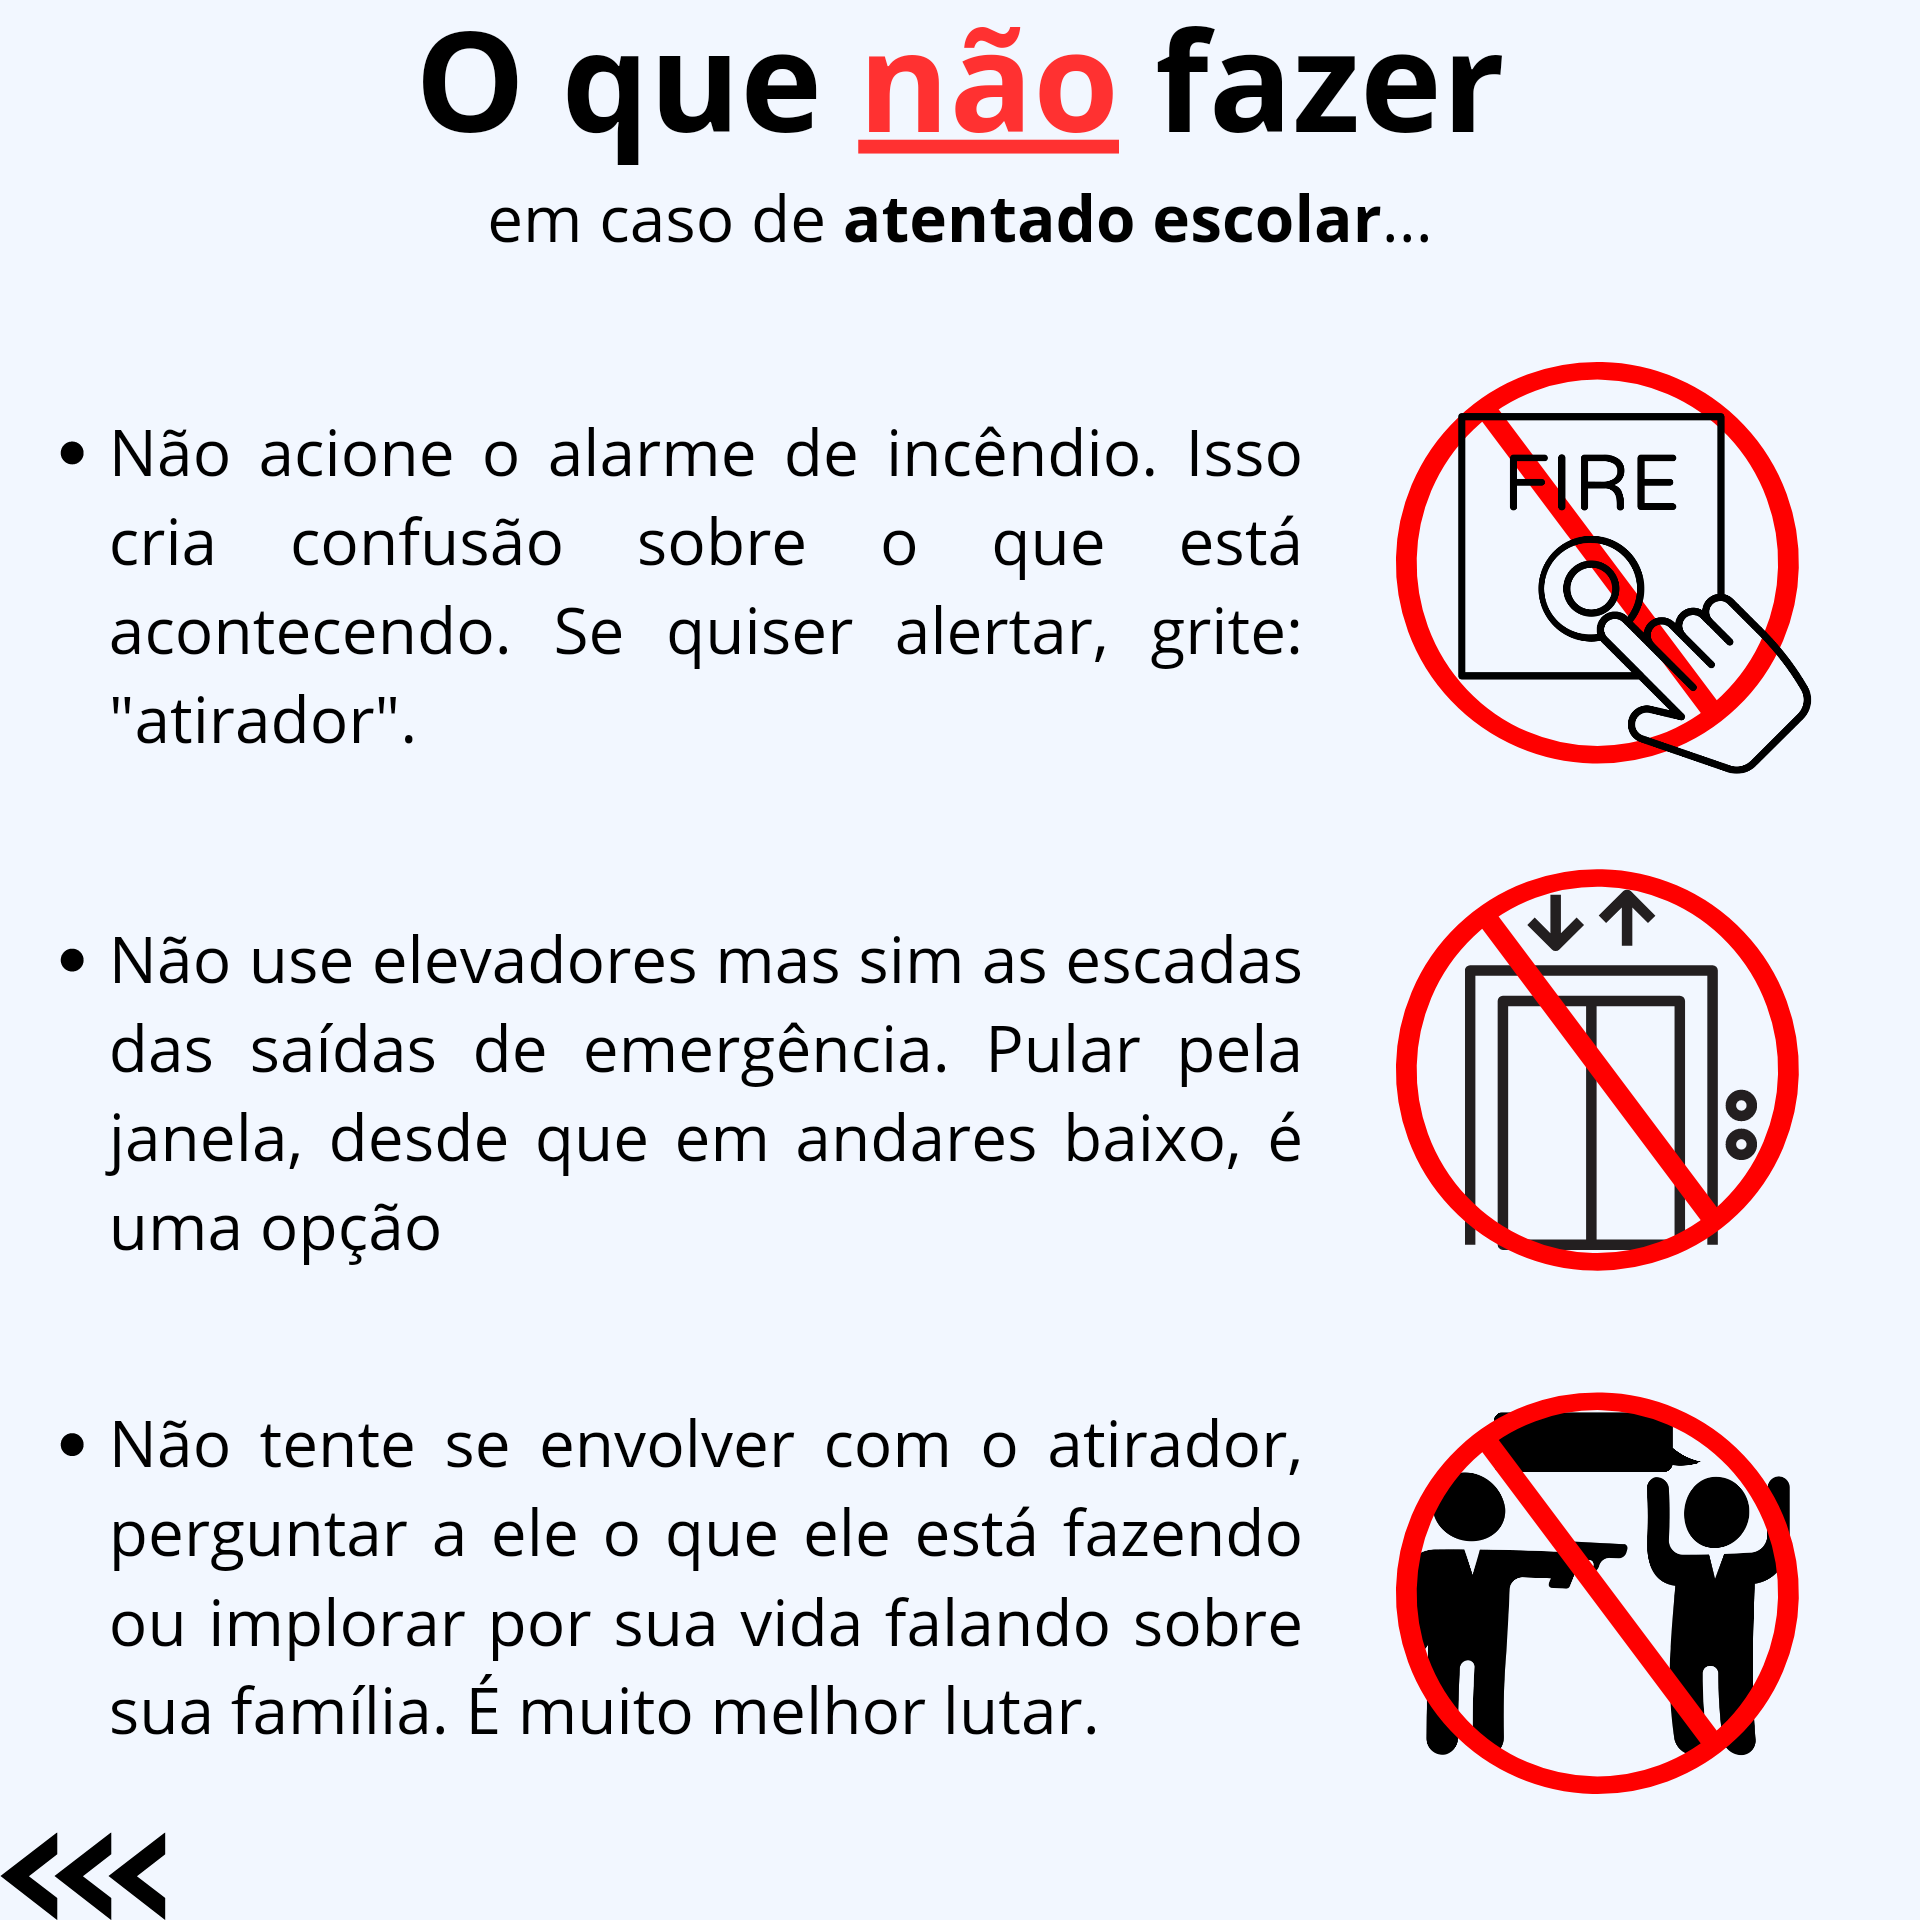 O que não fazer
em caso de atentado escolar...
• Não acione o alarme de incêndio. Isso
cria confusão sobre o que está
acontecendo. Se quiser alertar, grite:
"atirador".
FIRE
• Não use elevadores mas sim as escadas
das saídas de emergência. Pular pela
janela, desde que em andares baixo, é
uma opção
• Não tente se envolver com o atirador,
perguntar a ele o que ele está fazendo
ou implorar por sua vida falando sobre
sua família. É muito melhor lutar.